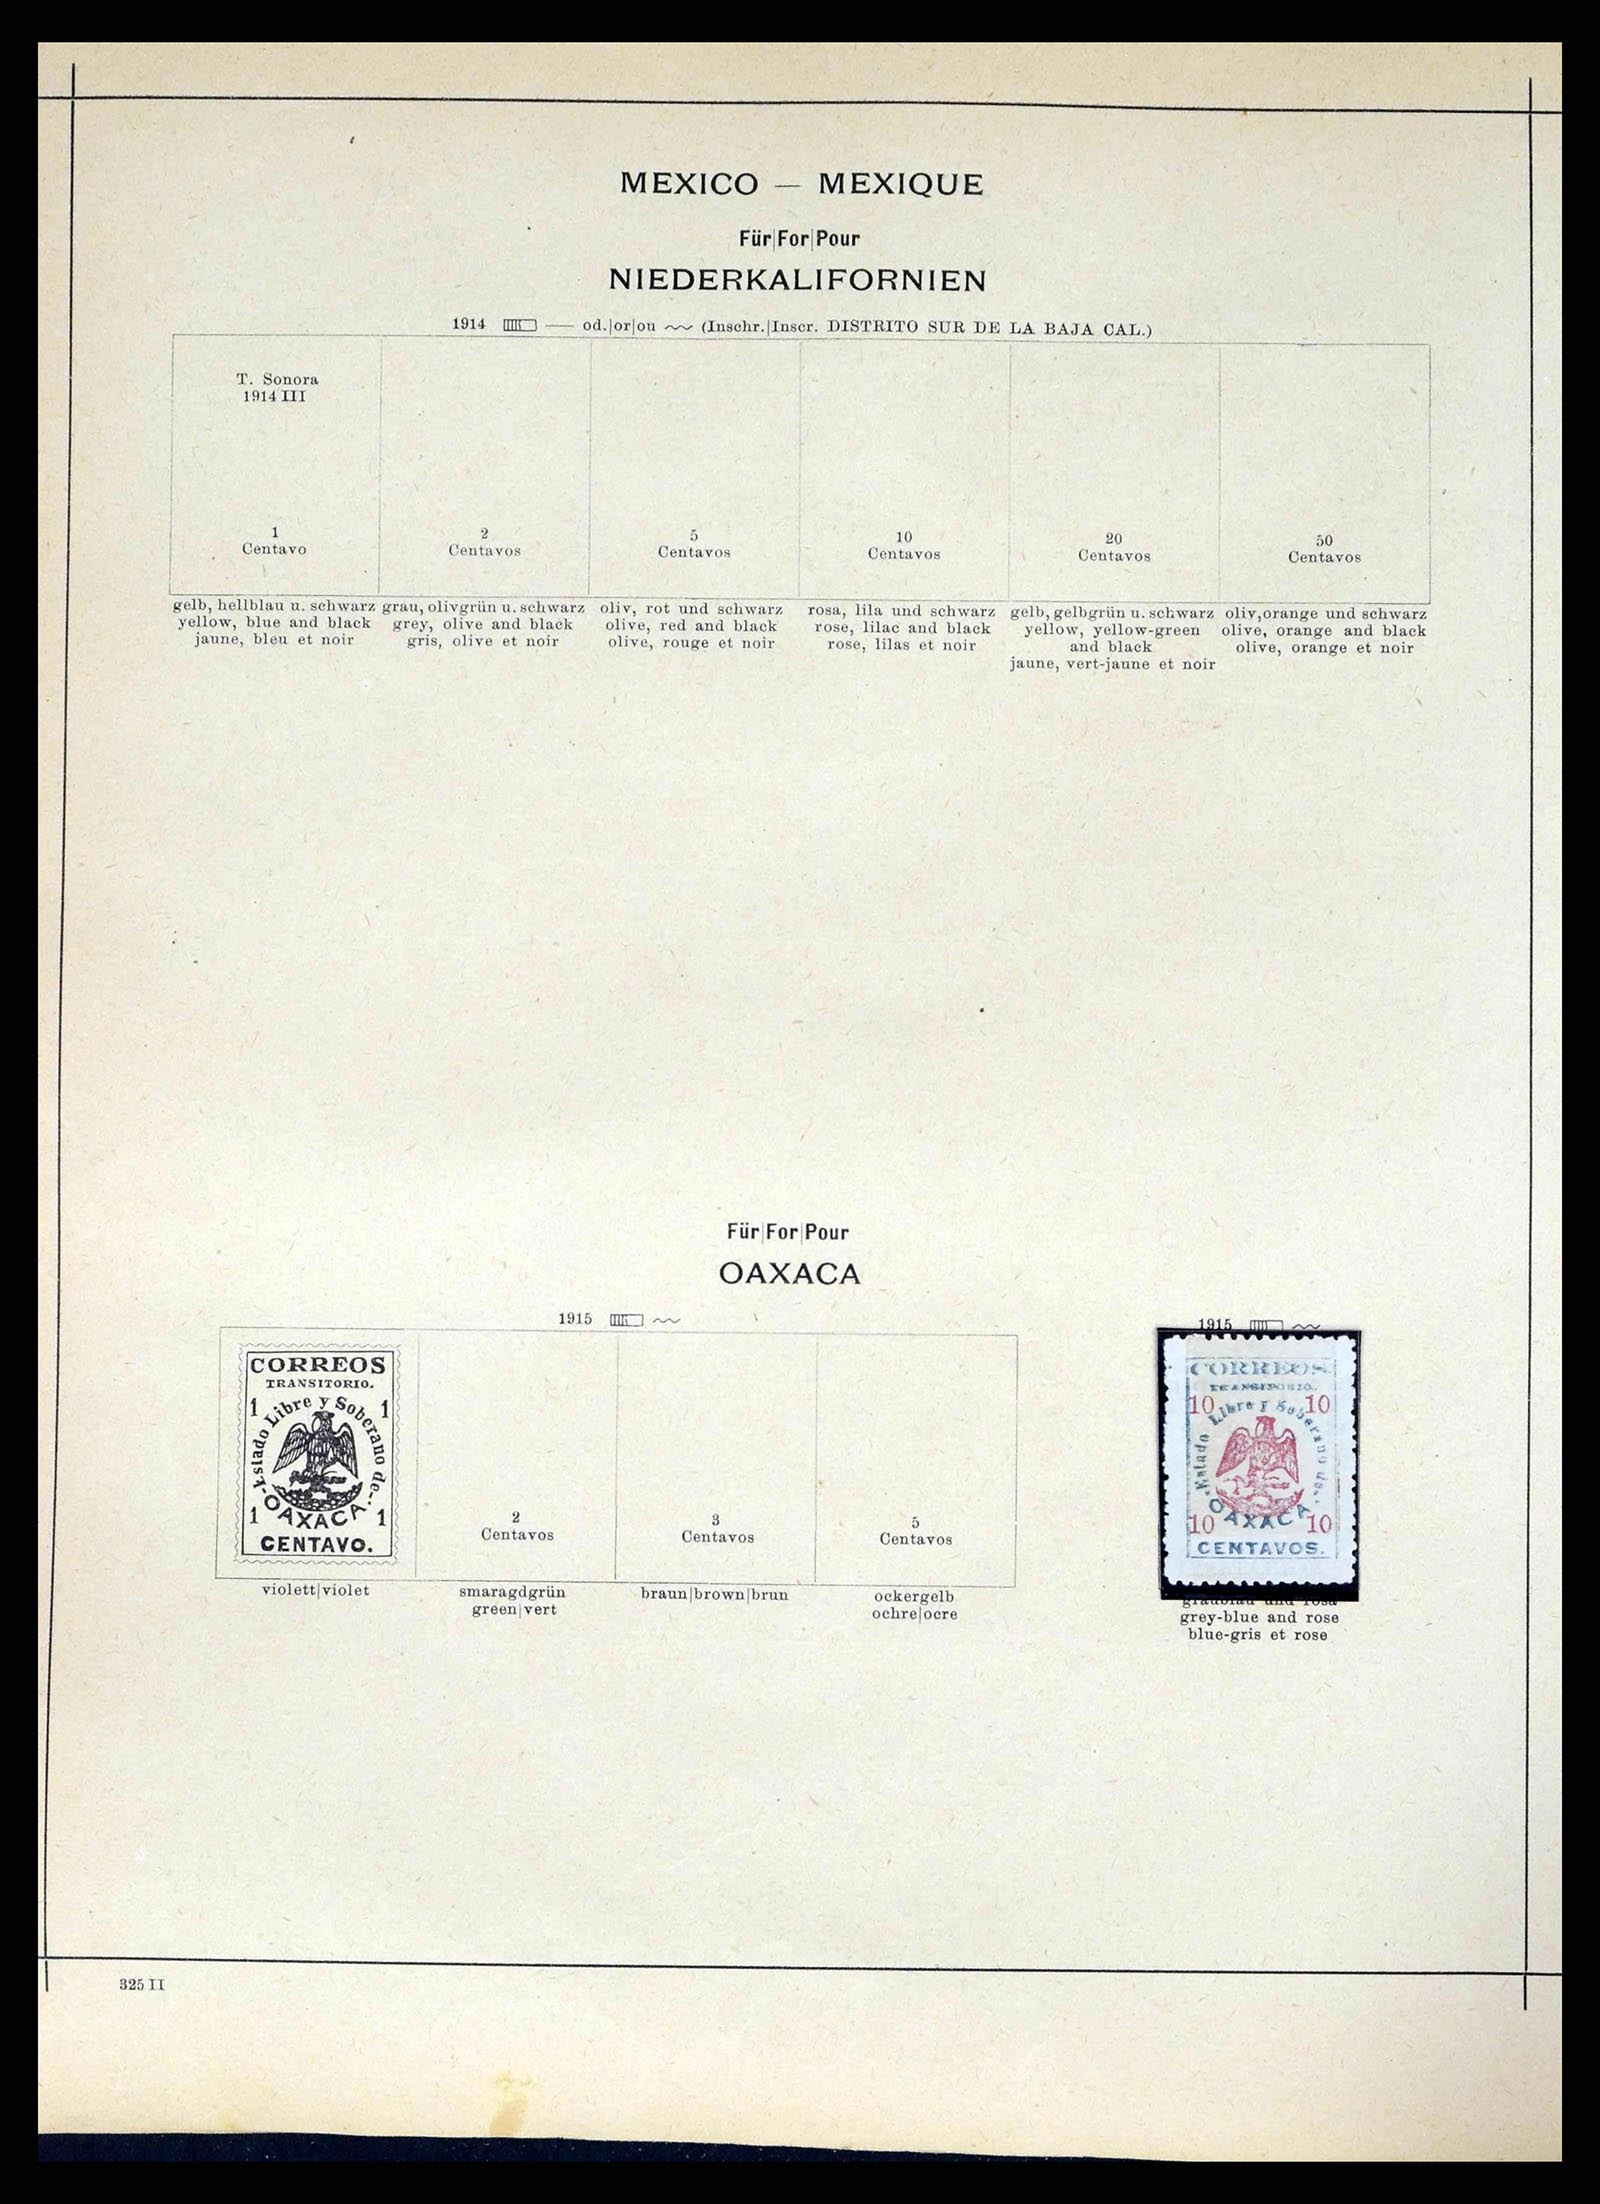 MEXICO — MEXIQUE
Für|For|Pour
NIEDERKALIFORNIEN
1914 od.|or|ou (Inschr.|Inscr. DISTRITO SUR DE LA BAJA CAL.)
T. Sonora
1914 III
1
Centavo
2
Centavos
5
Centavos
10
Centavos
20
Centavos
50
Centavos
gelb, hellblau u. schwarz
yellow, blue and black
jaune, bleu et noir
grau, olivgrün u. schwarz
grey, olive and black
gris, olive et noir
oliv, rot und schwarz
olive, red and black
olive, rouge et noir
rosa, lila und schwarz
rose, lilac and black
rose, lilas et noir
gelb, gelbgrün u. schwarz
yellow, yellow-green
and black
jaune, vert-jaune et noir
oliv,orange und schwarz
olive, orange and black
olive, orange et noir
Für|For|Pour
OAXACA
1915
CORREOS
TRANSITORIO.
1 1
Estado Libre y Soberano de
OAXACA
1 1
CENTAVO.
violett|violet
2
Centavos
smaragdgrün
green|vert
3
Centavos
braun|brown|brun
5
Centavos
ockergelb
ochre|ocre
1915
CORREOS
TRANSITORIO.
10 10
Estado Libre y Soberano de
OAXACA
10 10
CENTAVOS.
graublau und rosa
grey-blue and rose
blue-gris et rose
325 II